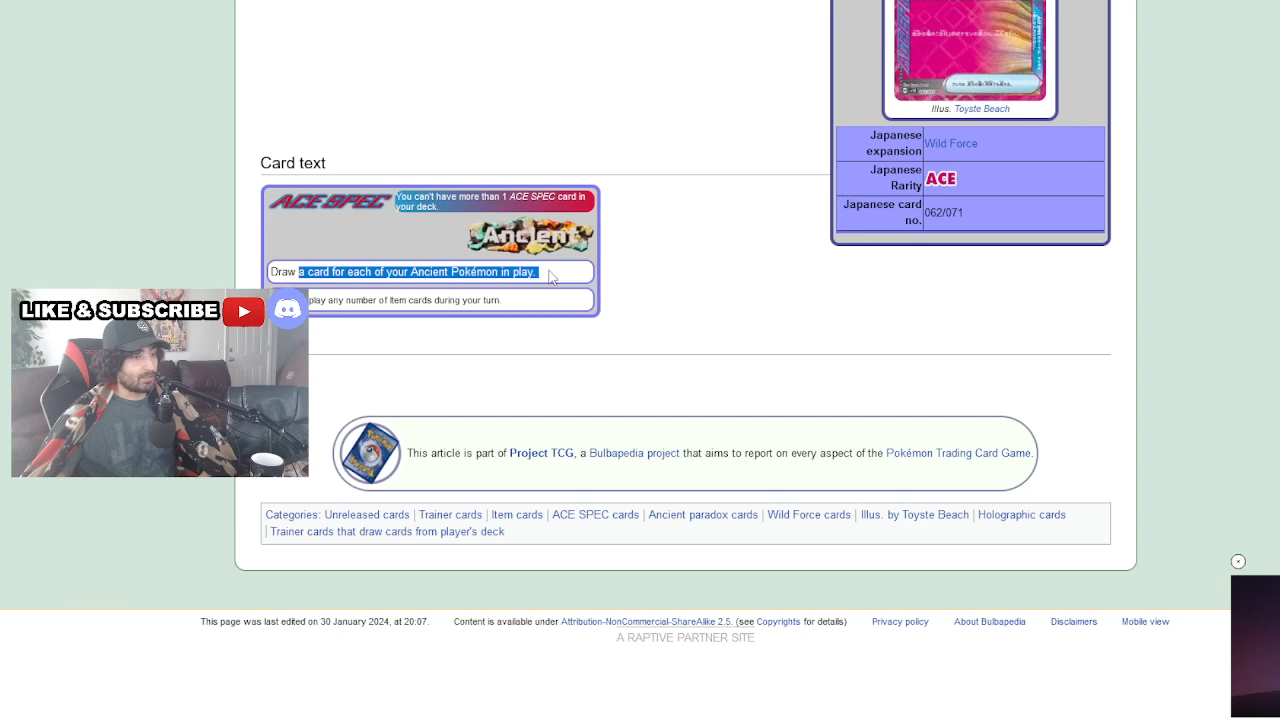 Illus. Toyste Beach
Japanese expansion
Wild Force
Japanese Rarity
ACE
Japanese card no.
062/071
Card text
ACE SPEC
You can't have more than 1 ACE SPEC card in
your deck.
Ancient
Draw a card for each of your Ancient Pokémon in play.
play any number of Item cards during your turn.
LIKE & SUBSCRIBE
This article is part of Project TCG, a Bulbapedia project that aims to report on every aspect of the Pokémon Trading Card Game.
Categories: Unreleased cards | Trainer cards | Item cards | ACE SPEC cards | Ancient paradox cards | Wild Force cards | Illus. by Toyste Beach | Holographic cards
| Trainer cards that draw cards from player's deck
This page was last edited on 30 January 2024, at 20:07. Content is available under Attribution-NonCommercial-ShareAlike 2.5. (see Copyrights for details) Privacy policy About Bulbapedia Disclaimers Mobile view
A RAPTIVE PARTNER SITE